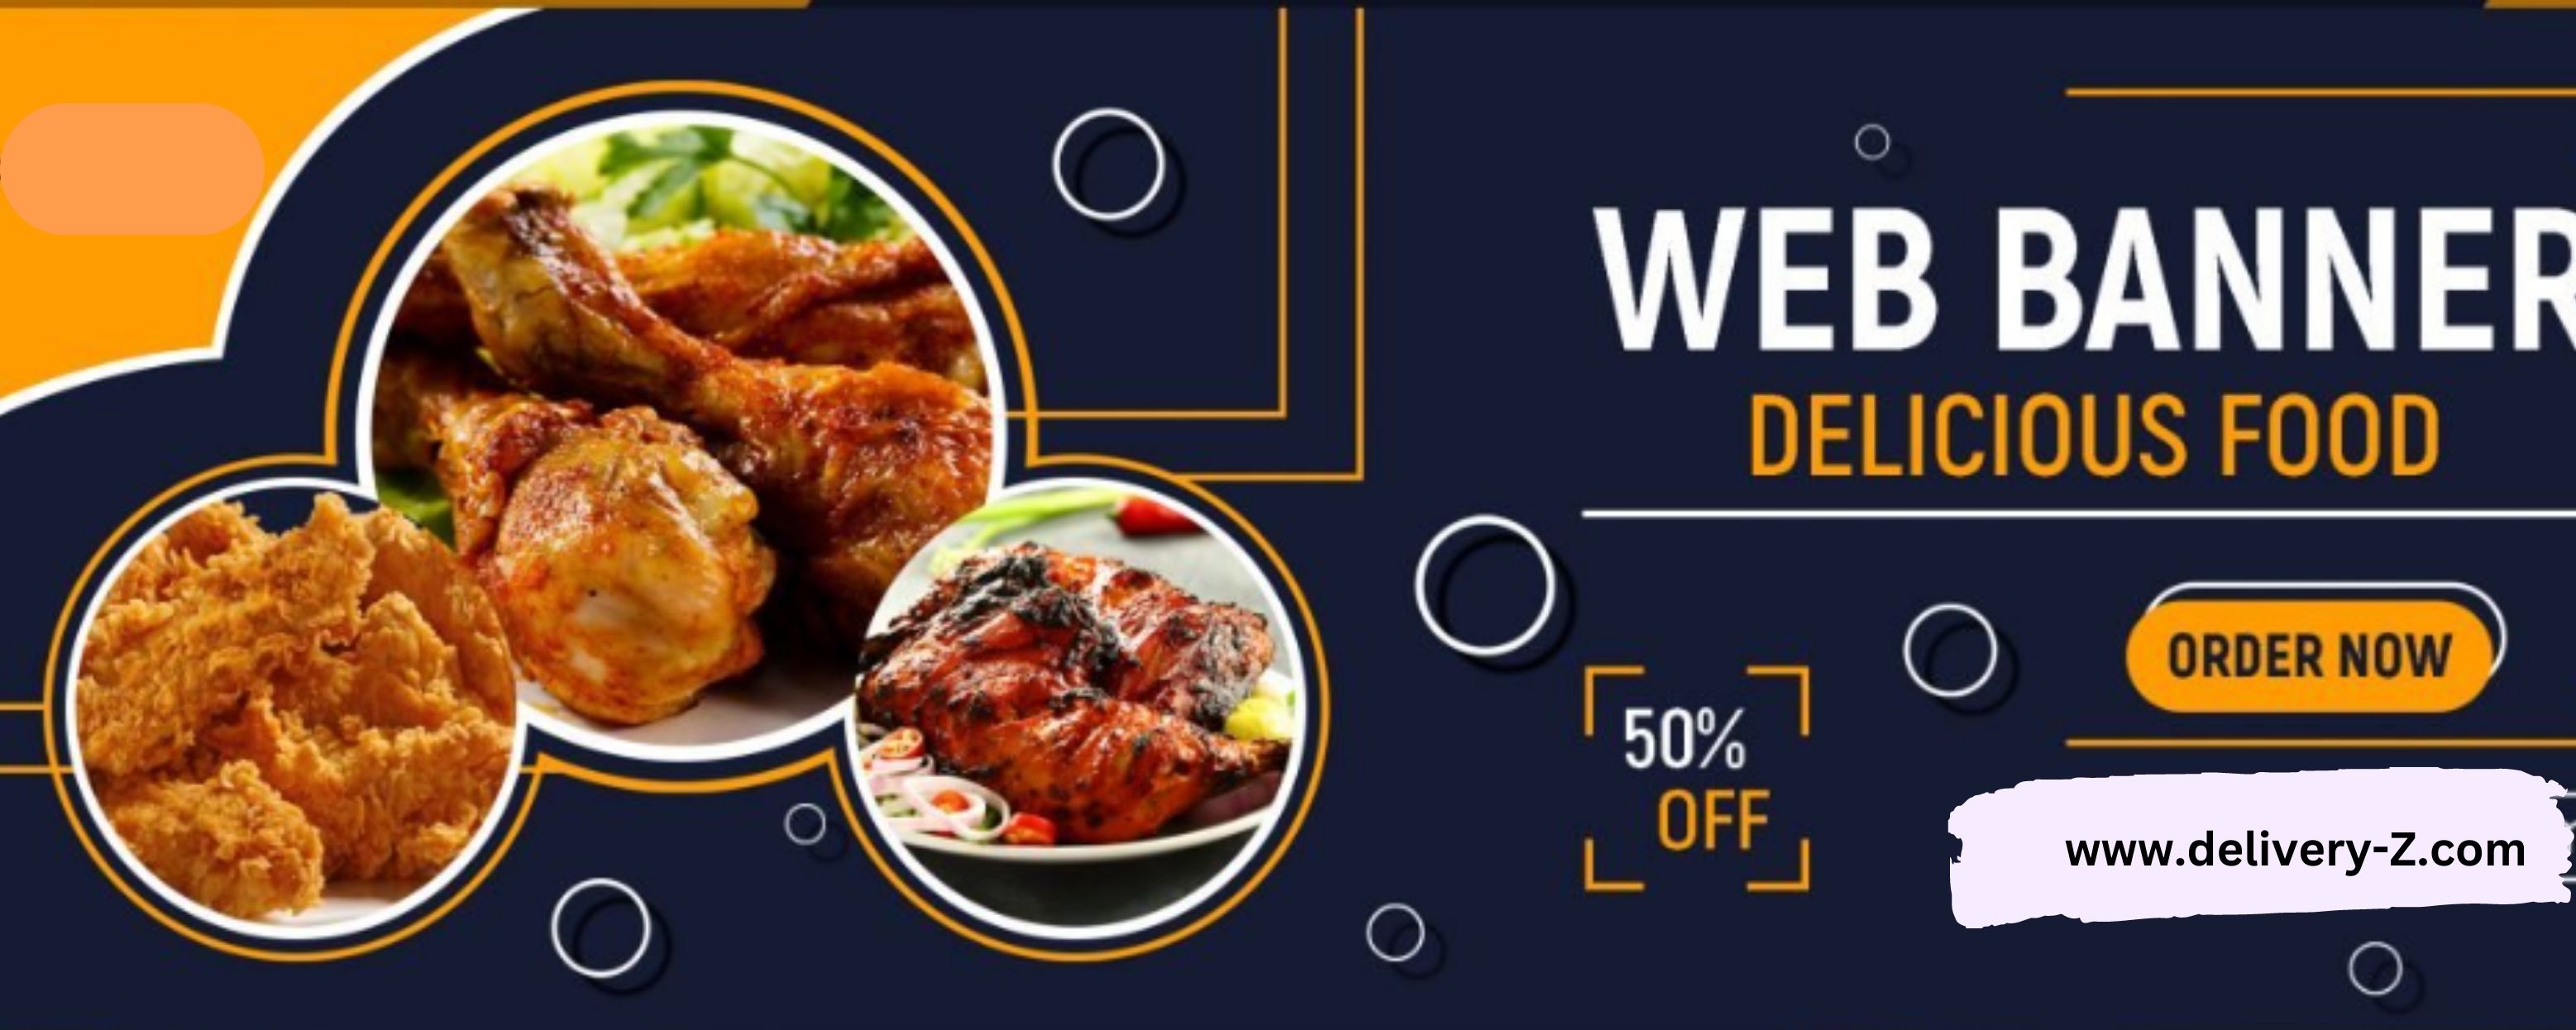 WEB BANNER
DELICIOUS FOOD
ORDER NOW
50%
OFF
www.delivery-Z.com